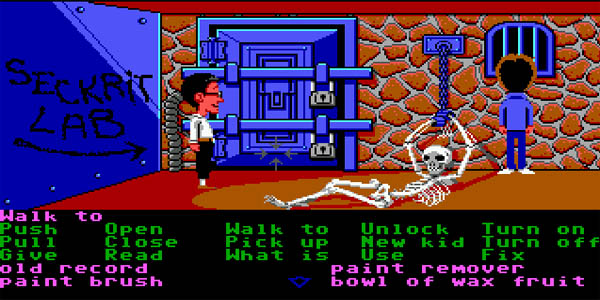 SECKRIT
LAB
Walk to
Push Open Walk to Unlock Turn on
Pull Close Pick up New kid Turn off
Give Read What is Use Fix
old record paint remover
paint brush bowl of wax fruit